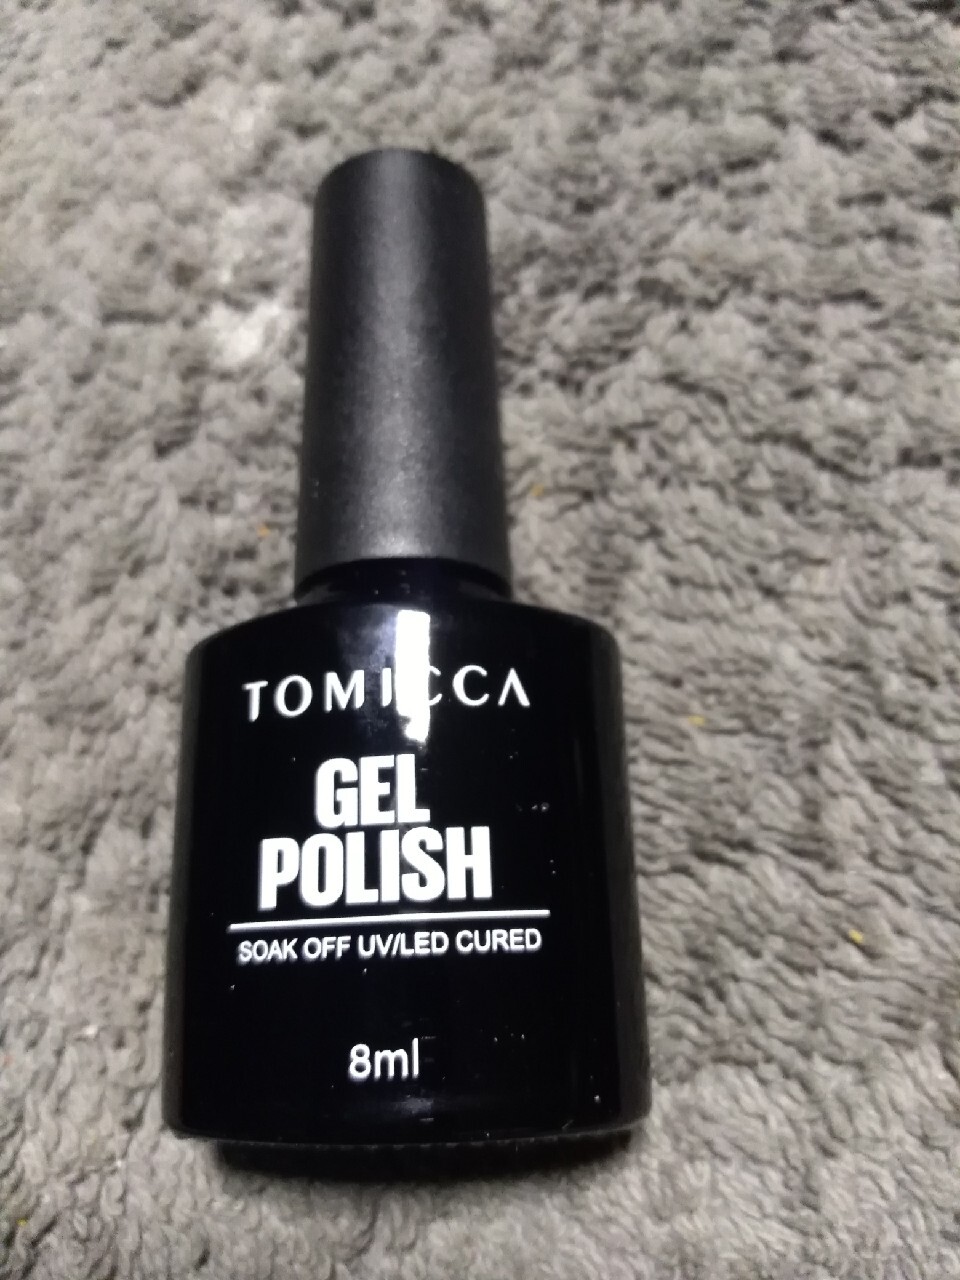 TOMICCA
GEL
POLISH
SOAK OFF UV/LED CURED
8ml